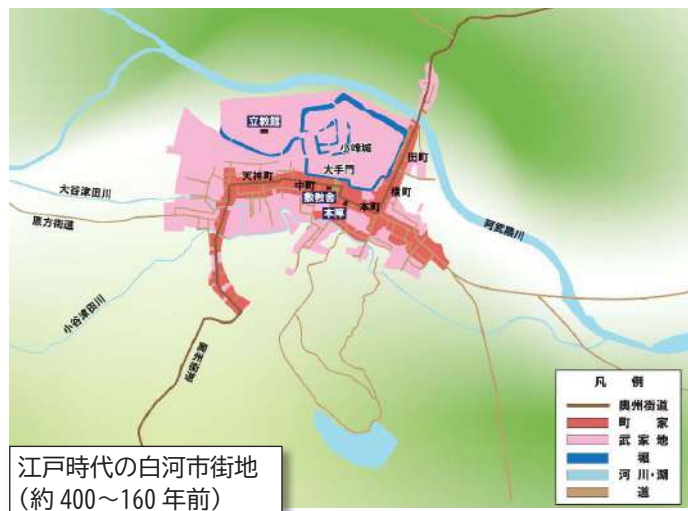 立教館
小峰城
大手門
田町
天神町
中町
横町
敷教舎
本町
本陣
大谷津田川
原方街道
阿武隈川
小谷津田川
奥州街道
凡 例
奥州街道
町 家
武 家 地
堀
河 川・湖
道
江戸時代の白河市街地
(約 400~160 年前)